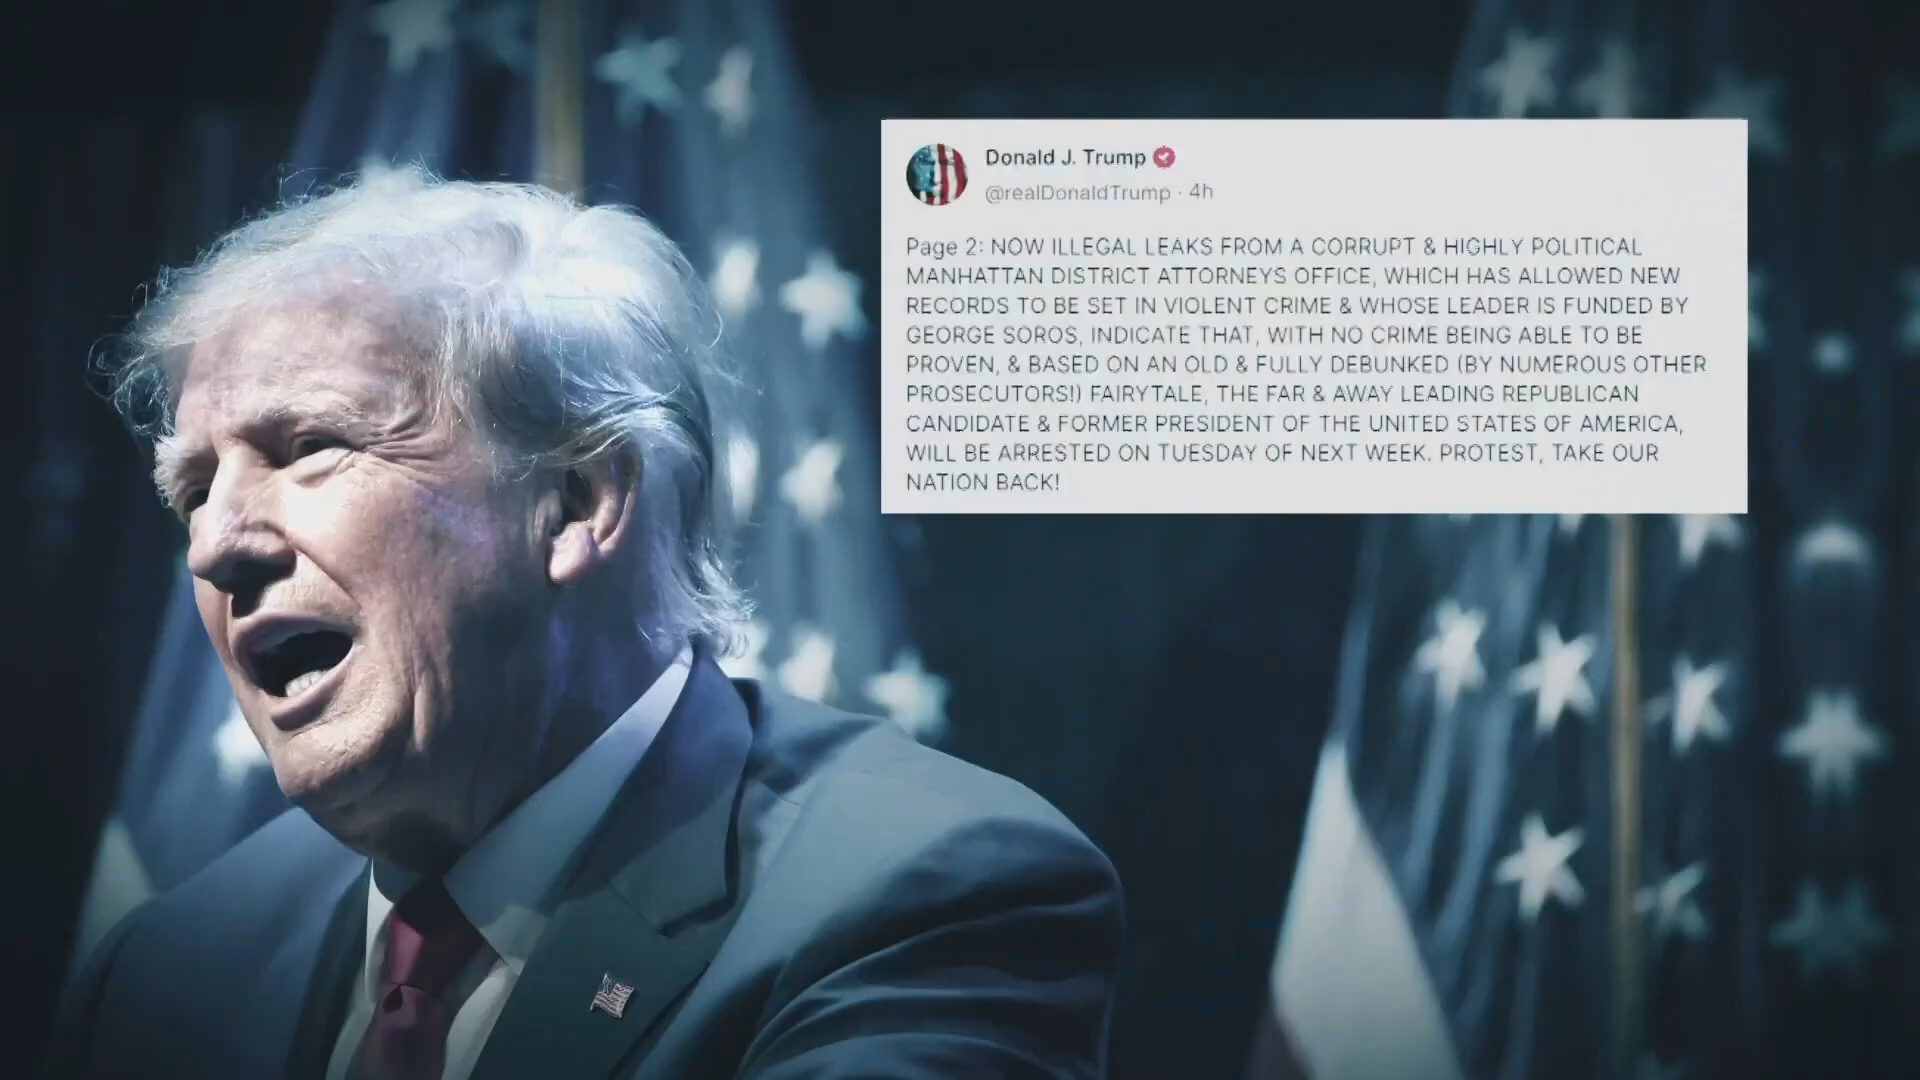 Donald J. Trump
@realDonaldTrump · 4h
Page 2: NOW ILLEGAL LEAKS FROM A CORRUPT & HIGHLY POLITICAL
MANHATTAN DISTRICT ATTORNEYS OFFICE, WHICH HAS ALLOWED NEW
RECORDS TO BE SET IN VIOLENT CRIME & WHOSE LEADER IS FUNDED BY
GEORGE SOROS, INDICATE THAT, WITH NO CRIME BEING ABLE TO BE
PROVEN, & BASED ON AN OLD & FULLY DEBUNKED (BY NUMEROUS OTHER
PROSECUTORS!) FAIRYTALE, THE FAR & AWAY LEADING REPUBLICAN
CANDIDATE & FORMER PRESIDENT OF THE UNITED STATES OF AMERICA,
WILL BE ARRESTED ON TUESDAY OF NEXT WEEK. PROTEST, TAKE OUR
NATION BACK!